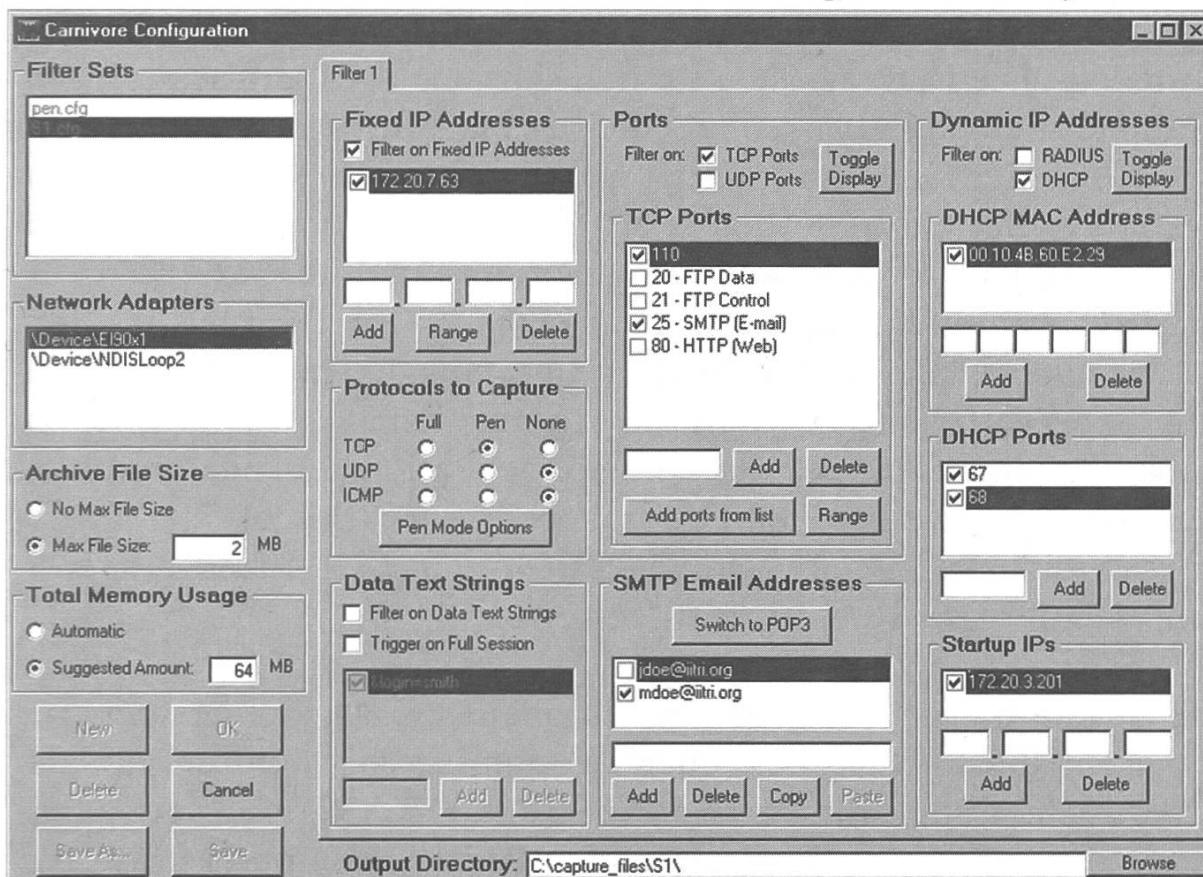 Carnivore Configuration
Filter Sets
pen.cfg
S1.cfg
Network Adapters
\Device\El90x1
\Device\NDISLoop2
Archive File Size
No Max File Size
Max File Size: 2 MB
Total Memory Usage
Automatic
Suggested Amount: 64 MB
New OK
Delete Cancel
Save As... Save
Filter 1
Fixed IP Addresses
Filter on Fixed IP Addresses
172.20.7.63
Add Range Delete
Protocols to Capture
Full Pen None
TCP
UDP
ICMP
Pen Mode Options
Data Text Strings
Filter on Data Text Strings
Trigger on Full Session
&login=smith
Add Delete
Ports
Filter on: TCP Ports
UDP Ports
Toggle Display
TCP Ports
110
20 - FTP Data
21 - FTP Control
25 - SMTP (E-mail)
80 - HTTP (Web)
Add Delete
Add ports from list Range
SMTP Email Addresses
Switch to POP3
jdoe@iitri.org
mdoe@iitri.org
Add Delete Copy Paste
Dynamic IP Addresses
Filter on: RADIUS
DHCP
Toggle Display
DHCP MAC Address
00.10.4B.60.E2.29
Add Delete
DHCP Ports
67
68
Add Delete
Startup IPs
172.20.3.201
Add Delete
Output Directory: C:\capture_files\S1\ Browse